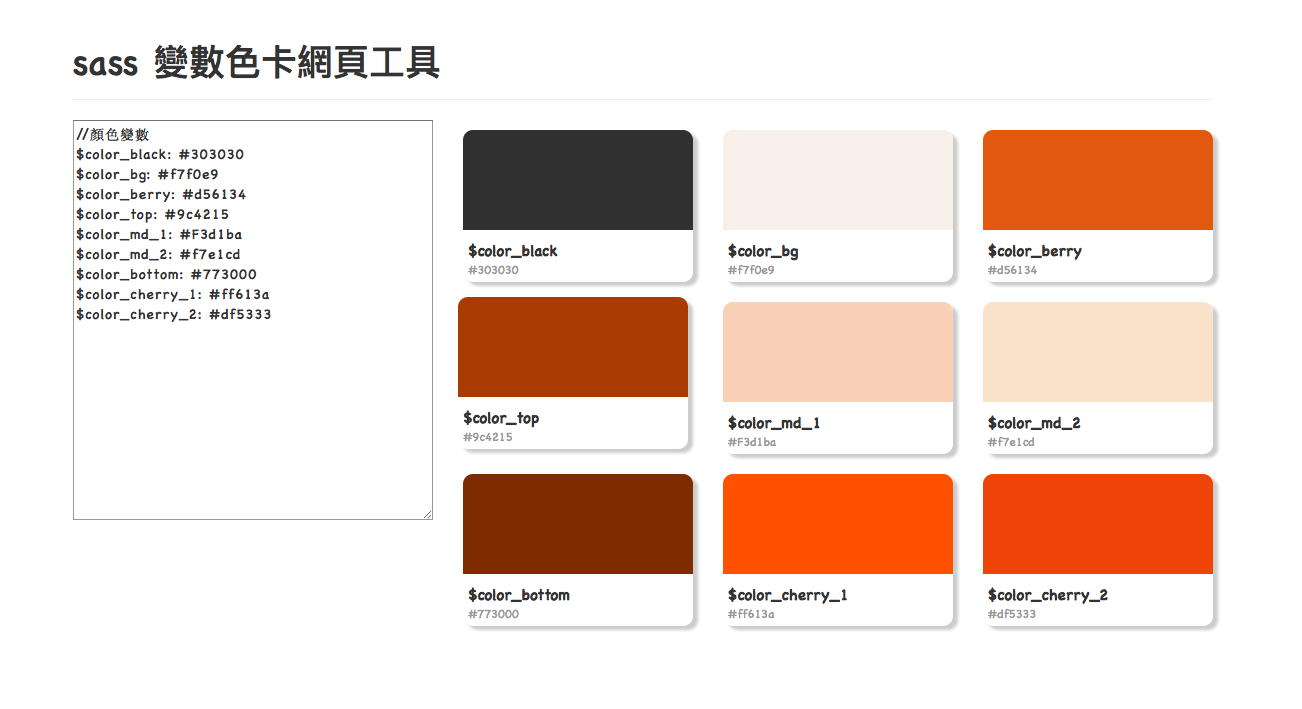 sass 變數色卡網頁工具
//顏色變數
$color_black: #303030
$color_bg: #f7f0e9
$color_berry: #d56134
$color_top: #9c4215
$color_md_1: #F3d1ba
$color_md_2: #f7e1cd
$color_bottom: #773000
$color_cherry_1: #ff613a
$color_cherry_2: #df5333
$color_black
#303030
$color_bg
#f7f0e9
$color_berry
#d56134
$color_top
#9c4215
$color_md_1
#F3d1ba
$color_md_2
#f7e1cd
$color_bottom
#773000
$color_cherry_1
#ff613a
$color_cherry_2
#df5333